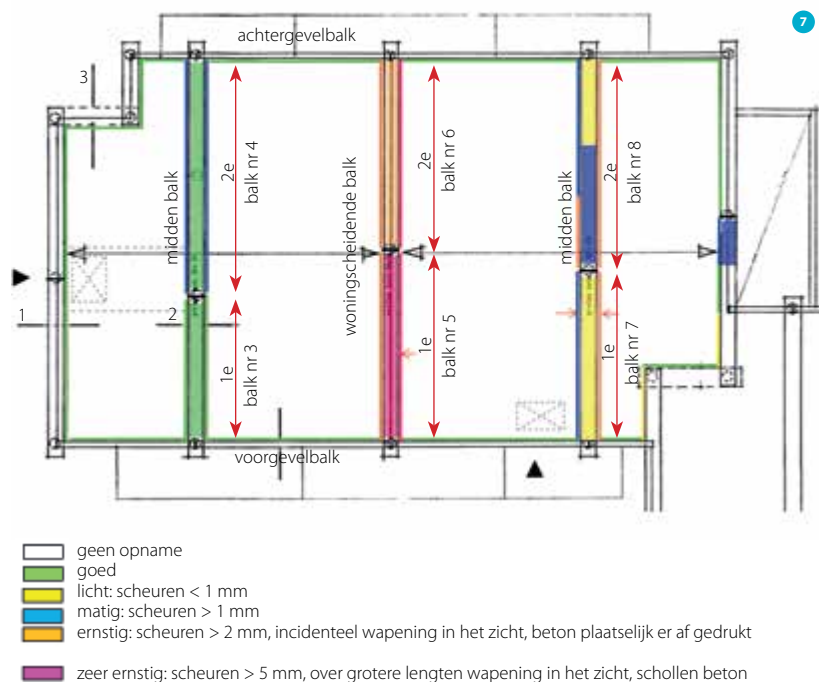 7
achtergevelbalk
3
midden balk
2e
balk nr 4
woningscheidende balk
2e
balk nr 6
midden balk
2e
balk nr 8
1
2
1e
balk nr 3
1e
balk nr 5
1e
balk nr 7
voorgevelbalk
geen opname
goed
licht: scheuren < 1 mm
matig: scheuren > 1 mm
ernstig: scheuren > 2 mm, incidenteel wapening in het zicht, beton plaatselijk er af gedrukt
zeer ernstig: scheuren > 5 mm, over grotere lengten wapening in het zicht, schollen beton